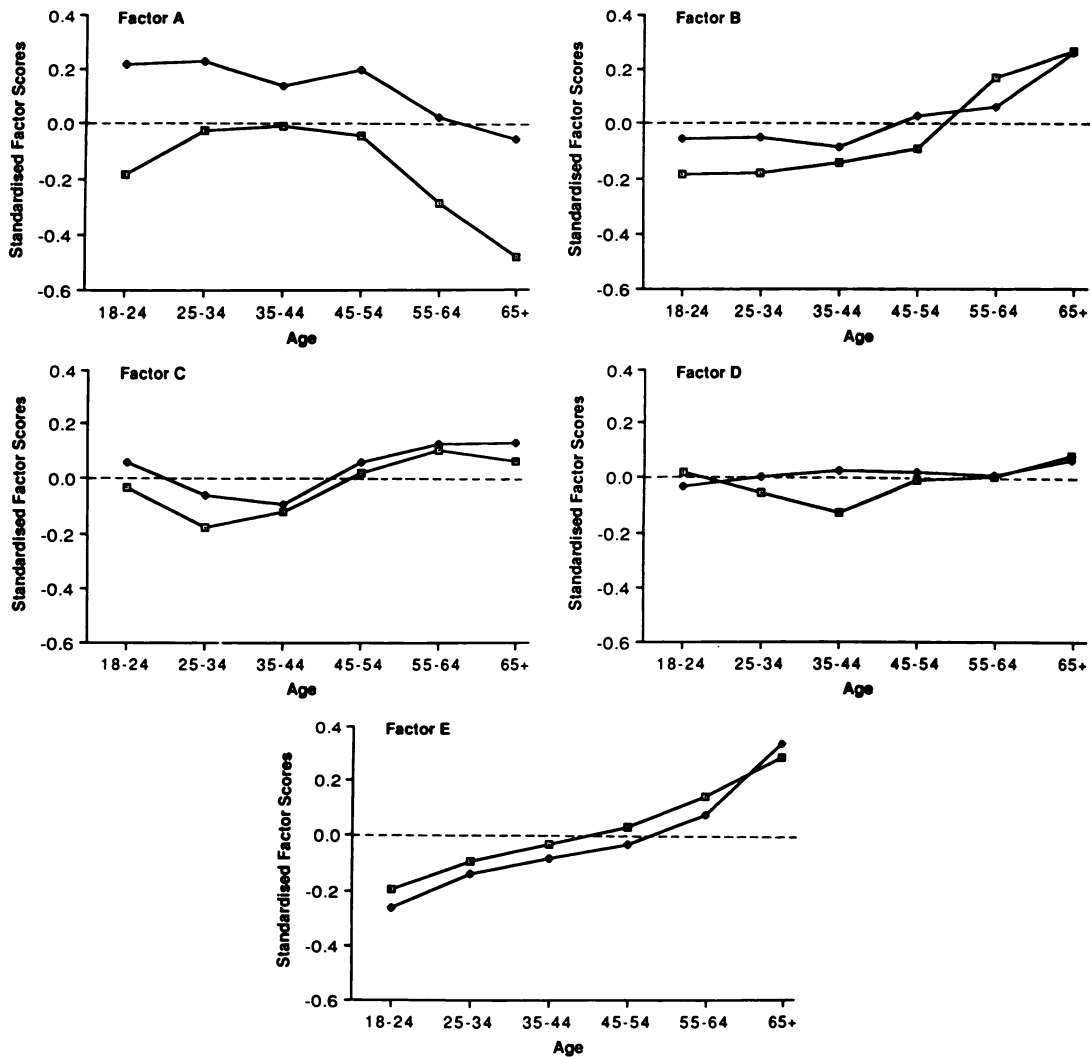 Factor A
Standardised Factor Scores
0.4
0.2
0.0
-0.2
-0.4
-0.6
18-24 25-34 35-44 45-54 55-64 65+
Age
Factor B
Standardised Factor Scores
0.4
0.2
0.0
-0.2
-0.4
-0.6
18-24 25-34 35-44 45-54 55-64 65+
Age
Factor C
Standardised Factor Scores
0.4
0.2
0.0
-0.2
-0.4
-0.6
18-24 25-34 35-44 45-54 55-64 65+
Age
Factor D
Standardised Factor Scores
0.4
0.2
0.0
-0.2
-0.4
-0.6
18-24 25-34 35-44 45-54 55-64 65+
Age
Factor E
Standardised Factor Scores
0.4
0.2
0.0
-0.2
-0.4
-0.6
18-24 25-34 35-44 45-54 55-64 65+
Age